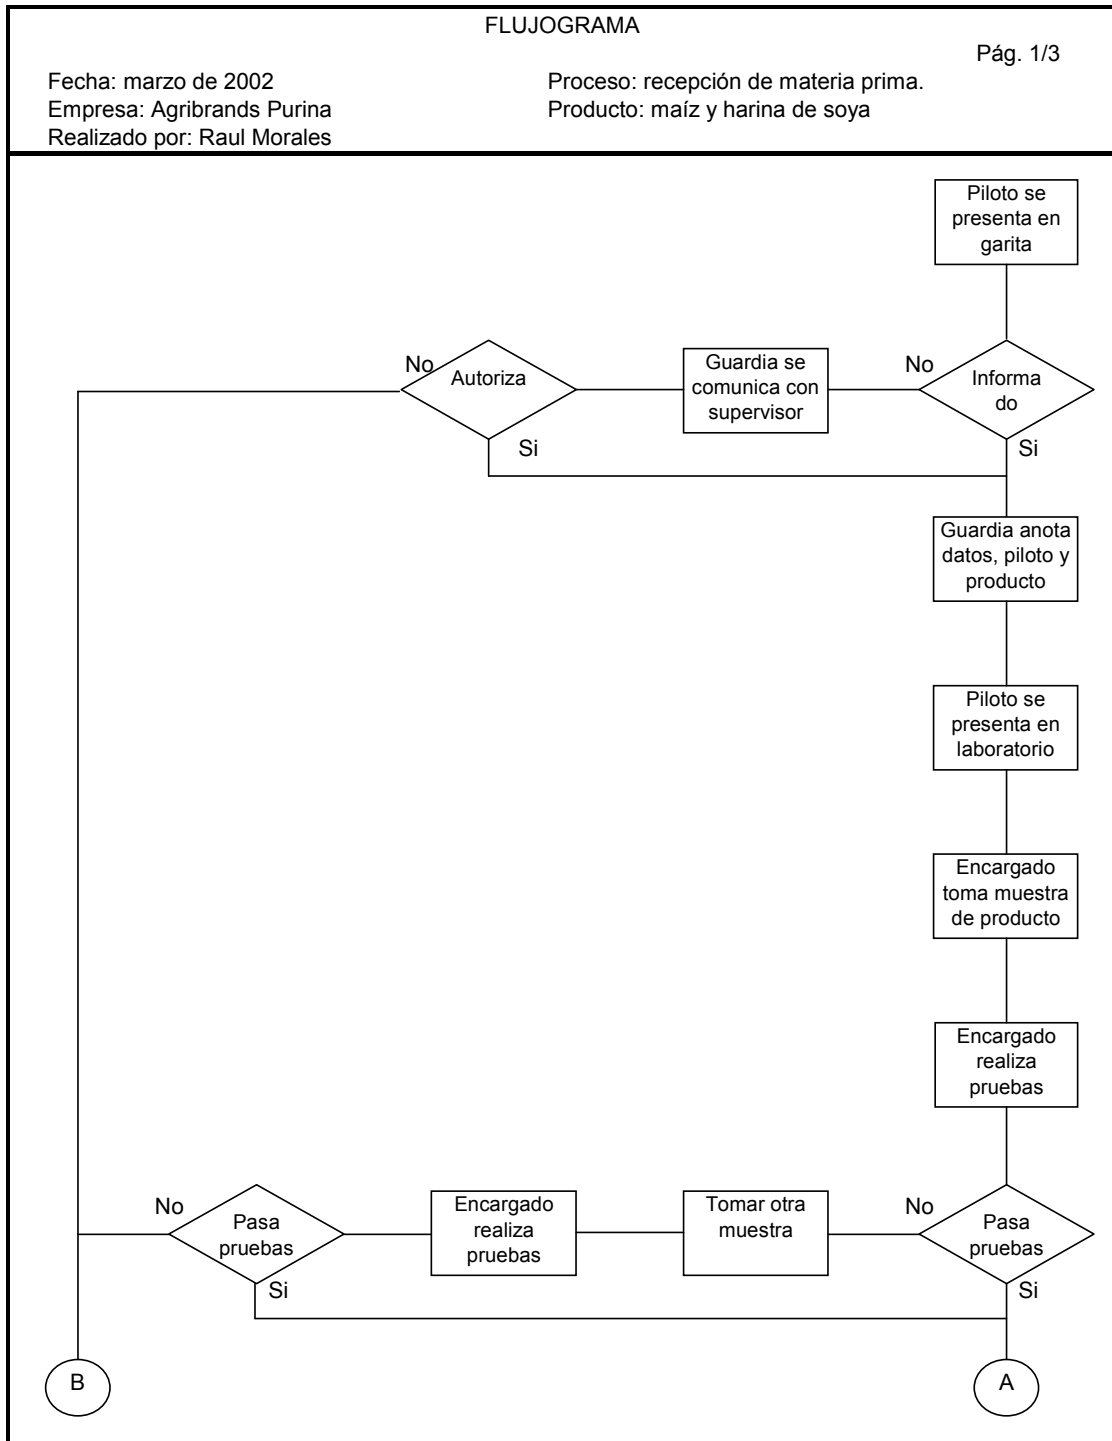 FLUJOGRAMA
Pág. 1/3
Fecha: marzo de 2002
Proceso: recepción de materia prima.
Empresa: Agribrands Purina
Producto: maíz y harina de soya
Realizado por: Raul Morales
Piloto se
presenta en
garita
No
Autoriza
Si
Guardia se
comunica con
supervisor
No
Informa
do
Si
Guardia anota
datos, piloto y
producto
Piloto se
presenta en
laboratorio
Encargado
toma muestra
de producto
Encargado
realiza
pruebas
No
Pasa
pruebas
Si
Encargado
realiza
pruebas
Tomar otra
muestra
No
Pasa
pruebas
Si
B
A